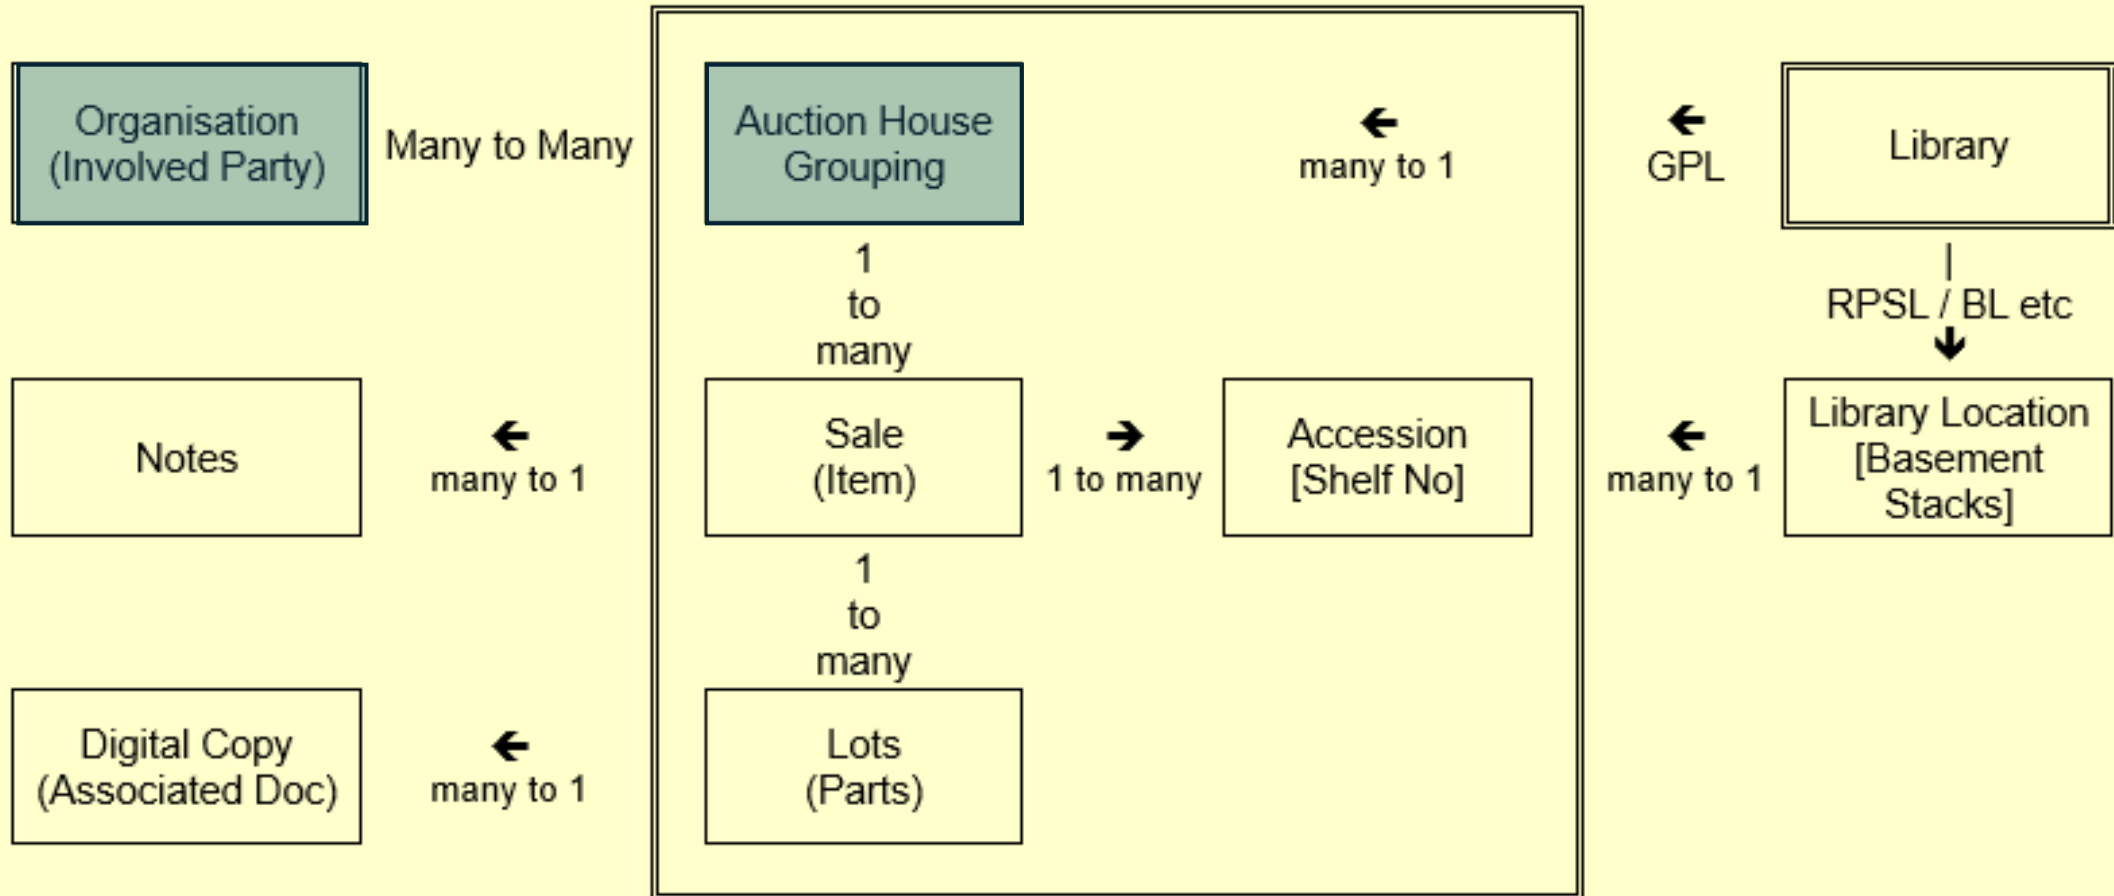 Organisation
(Involved Party)
Many to Many
Auction House
Grouping
🡰
many to 1
🡰
GPL
Library
1
to
many
|
RPSL / BL etc
🡳
Notes
🡰
many to 1
Sale
(Item)
🡲
1 to many
Accession
[Shelf No]
🡰
many to 1
Library Location
[Basement
Stacks]
1
to
many
Digital Copy
(Associated Doc)
🡰
many to 1
Lots
(Parts)